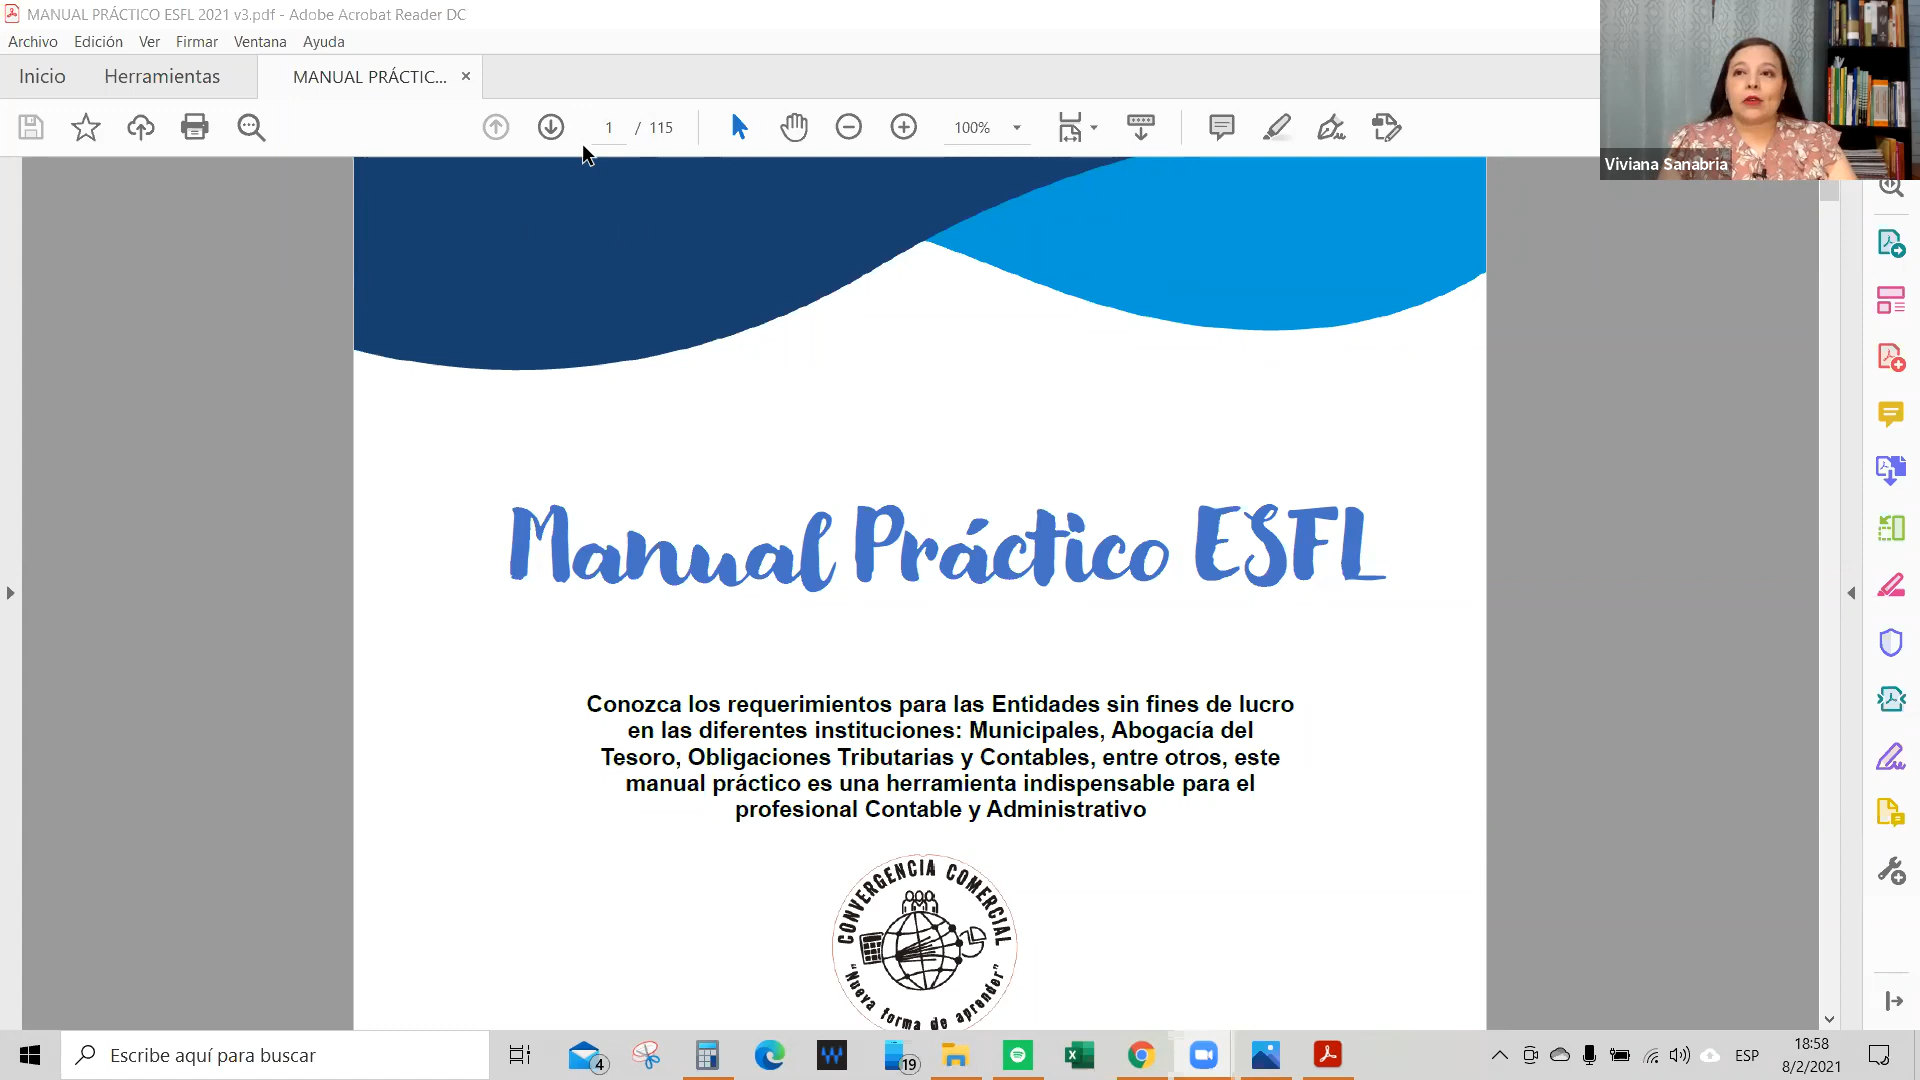 MANUAL PRÁCTICO ESFL 2021 v3.pdf - Adobe Acrobat Reader DC
Archivo Edición Ver Firmar Ventana Ayuda
Inicio Herramientas MANUAL PRÁCTIC... ×
1 / 115 100%
Viviana Sanabria
Manual Práctico ESFL
Conozca los requerimientos para las Entidades sin fines de lucro
en las diferentes instituciones: Municipales, Abogacía del
Tesoro, Obligaciones Tributarias y Contables, entre otros, este
manual práctico es una herramienta indispensable para el
profesional Contable y Administrativo
CONVERGENCIA COMERCIAL
"Nueva forma de aprender"
Escribe aquí para buscar
4
19
ESP
18:58
8/2/2021